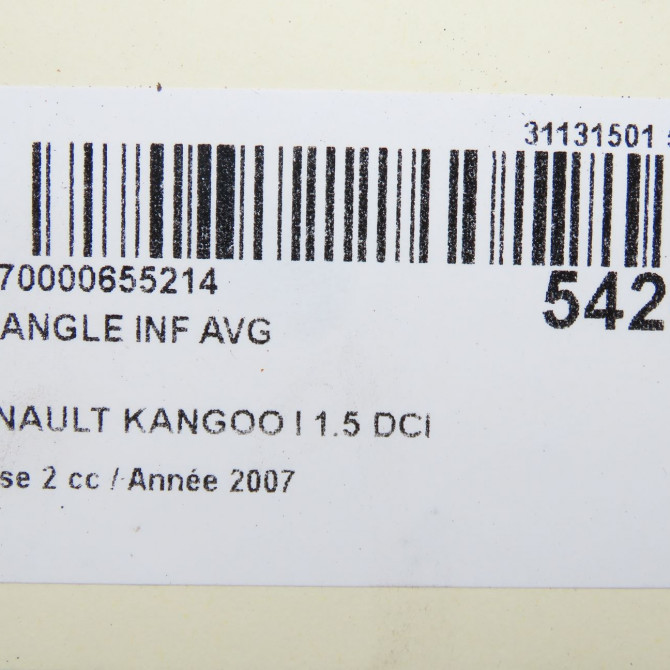 31131501
70000655214
542
ANGLE INF AVG
NAULT KANGOO I 1.5 DCI
se 2 cc / Année 2007